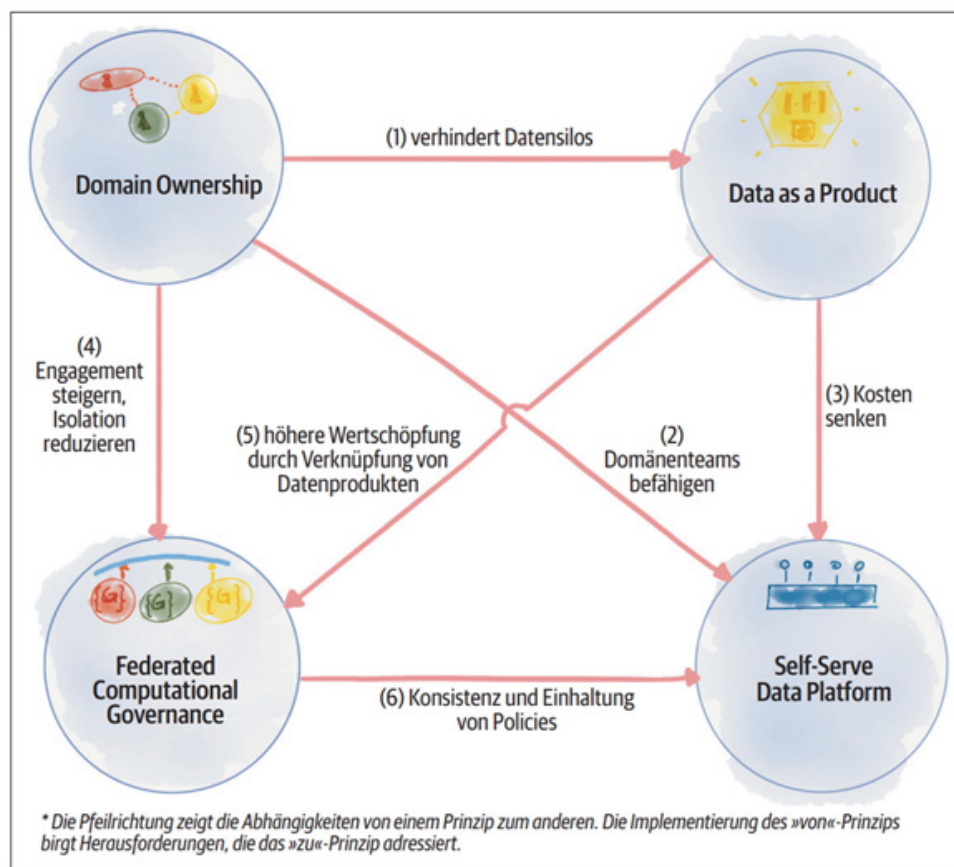 (1) verhindert Datensilos
Domain Ownership
Data as a Product
(4)
Engagement
steigern,
Isolation
reduzieren
(5) höhere Wertschöpfung
durch Verknüpfung von
Datenprodukten
(2)
Domänenteams
befähigen
(3) Kosten
senken
{G} {G} {G}
Federated
Computational
Governance
Self-Serve
Data Platform
(6) Konsistenz und Einhaltung
von Policies
* Die Pfeilrichtung zeigt die Abhängigkeiten von einem Prinzip zum anderen. Die Implementierung des »von«-Prinzips
birgt Herausforderungen, die das »zu«-Prinzip adressiert.